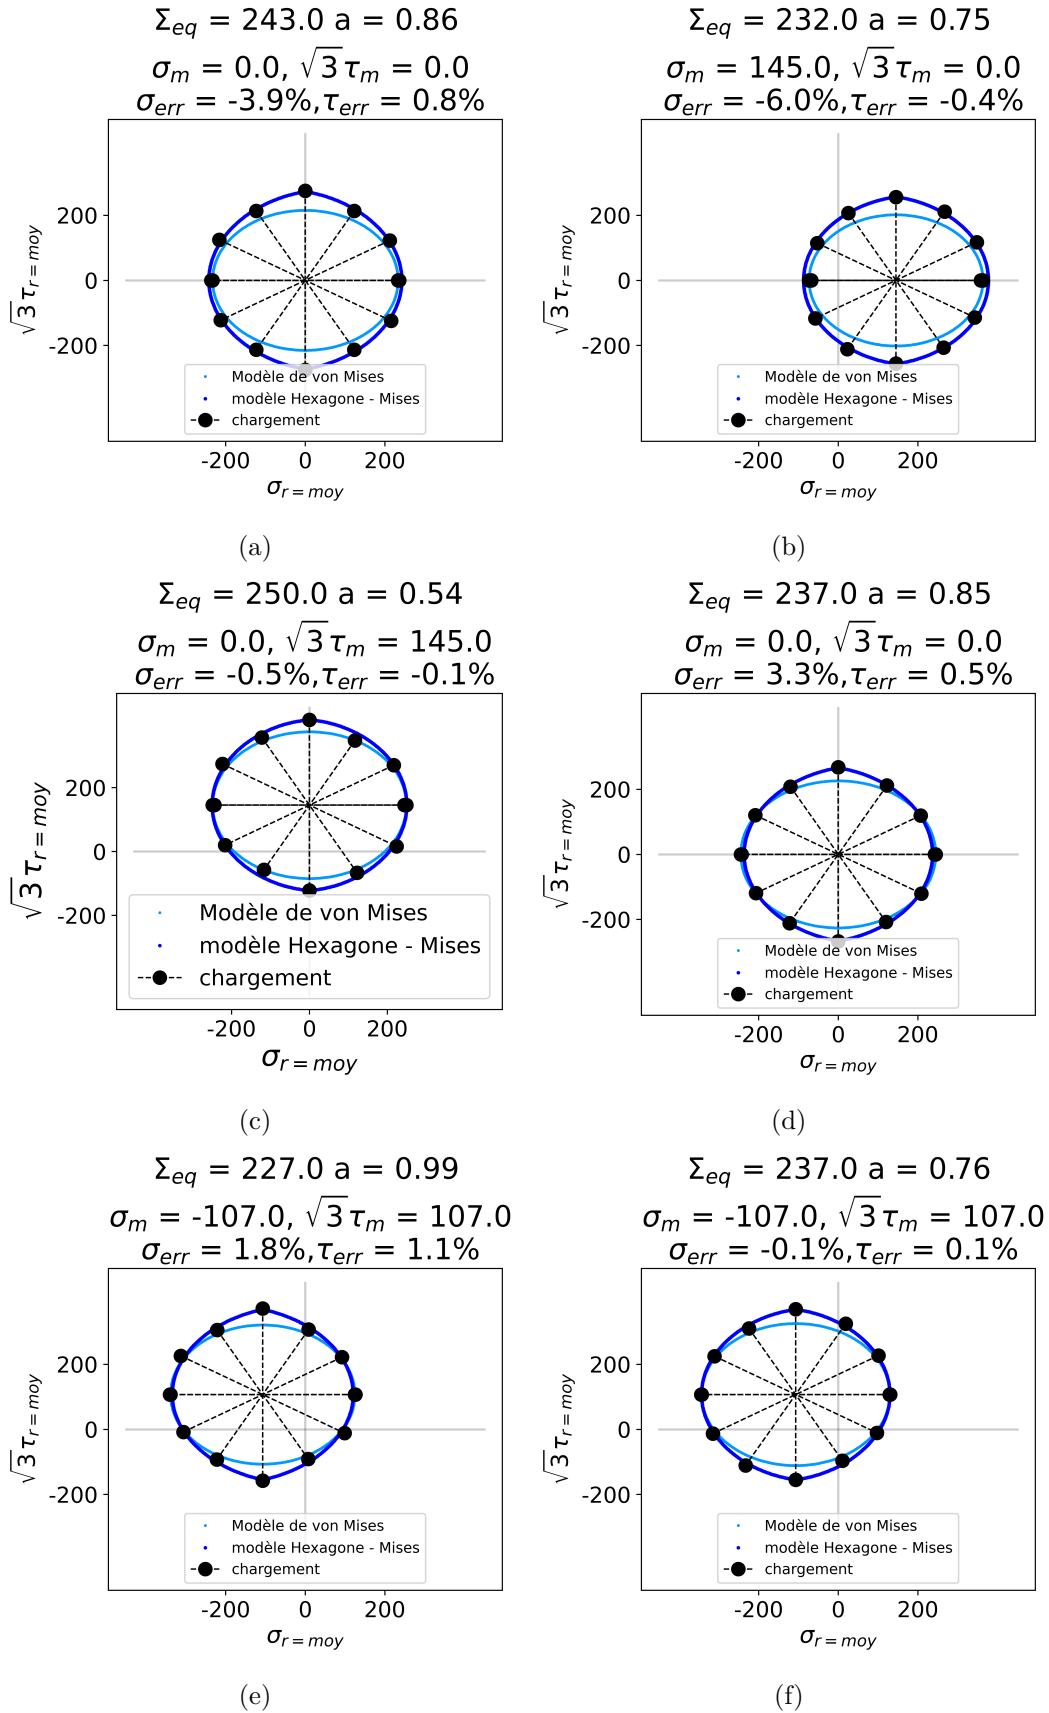 Σeq = 243.0 a = 0.86
σm = 0.0, √3τm = 0.0
σerr = -3.9%,τerr = 0.8%
√3τr = moy
200
0
-200
Modèle de von Mises
modèle Hexagone - Mises
chargement
-200 0 200
σr = moy
(a)
Σeq = 232.0 a = 0.75
σm = 145.0, √3τm = 0.0
σerr = -6.0%,τerr = -0.4%
√3τr = moy
200
0
-200
Modèle de von Mises
modèle Hexagone - Mises
chargement
-200 0 200
σr = moy
(b)
Σeq = 250.0 a = 0.54
σm = 0.0, √3τm = 145.0
σerr = -0.5%,τerr = -0.1%
√3τr = moy
200
0
-200
Modèle de von Mises
modèle Hexagone - Mises
chargement
-200 0 200
σr = moy
(c)
Σeq = 237.0 a = 0.85
σm = 0.0, √3τm = 0.0
σerr = 3.3%,τerr = 0.5%
√3τr = moy
200
0
-200
Modèle de von Mises
modèle Hexagone - Mises
chargement
-200 0 200
σr = moy
(d)
Σeq = 227.0 a = 0.99
σm = -107.0, √3τm = 107.0
σerr = 1.8%,τerr = 1.1%
√3τr = moy
200
0
-200
Modèle de von Mises
modèle Hexagone - Mises
chargement
-200 0 200
σr = moy
(e)
Σeq = 237.0 a = 0.76
σm = -107.0, √3τm = 107.0
σerr = -0.1%,τerr = 0.1%
√3τr = moy
200
0
-200
Modèle de von Mises
modèle Hexagone - Mises
chargement
-200 0 200
σr = moy
(f)